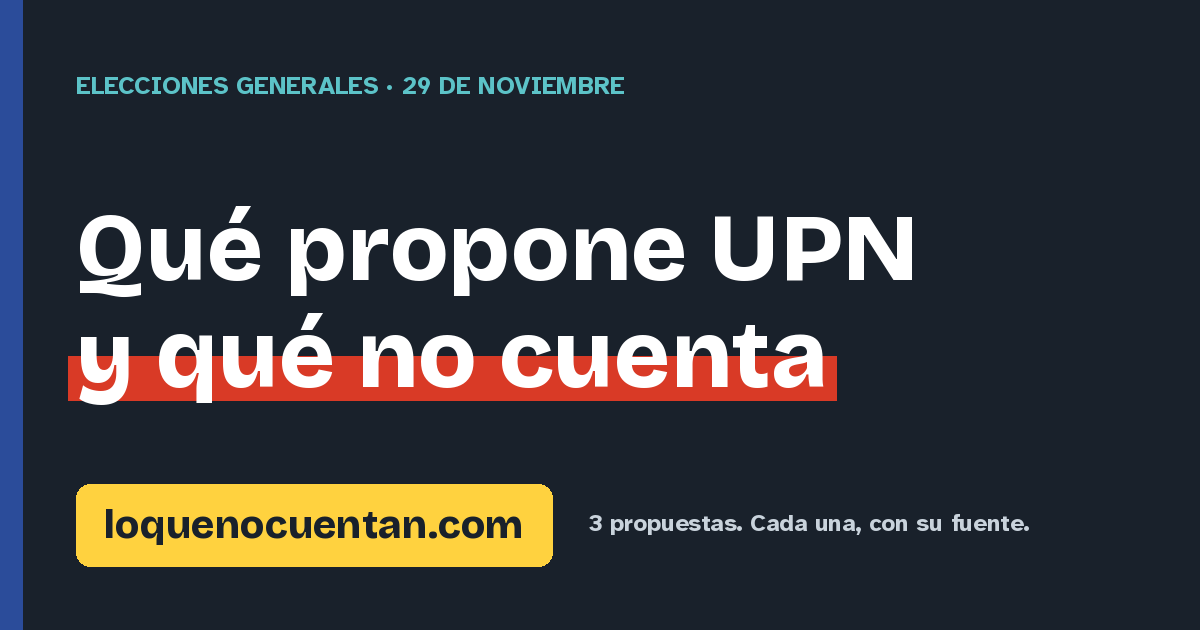 ELECCIONES GENERALES · 29 DE NOVIEMBRE
Qué propone UPN
y qué no cuenta
loquenocuentan.com
3 propuestas. Cada una, con su fuente.